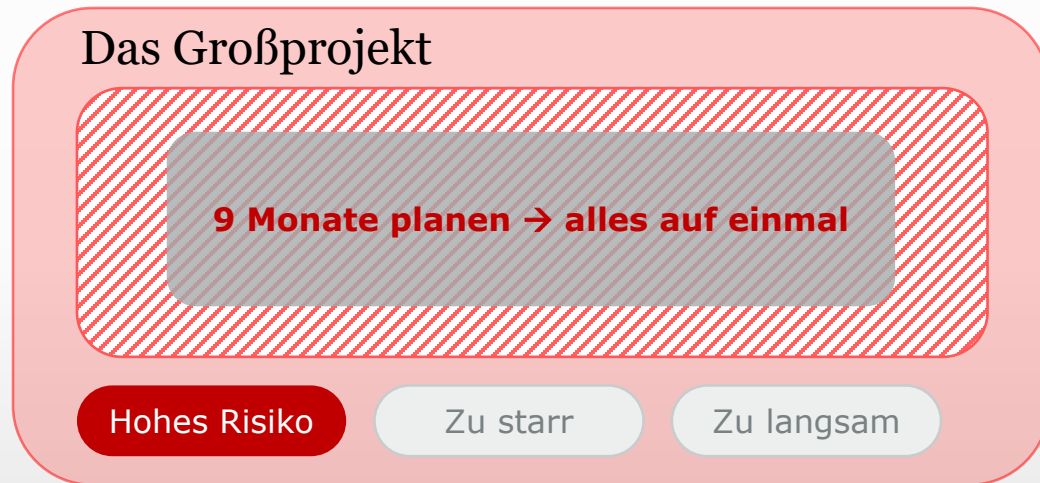 Das Großprojekt
9 Monate planen → alles auf einmal
Hohes Risiko
Zu starr
Zu langsam